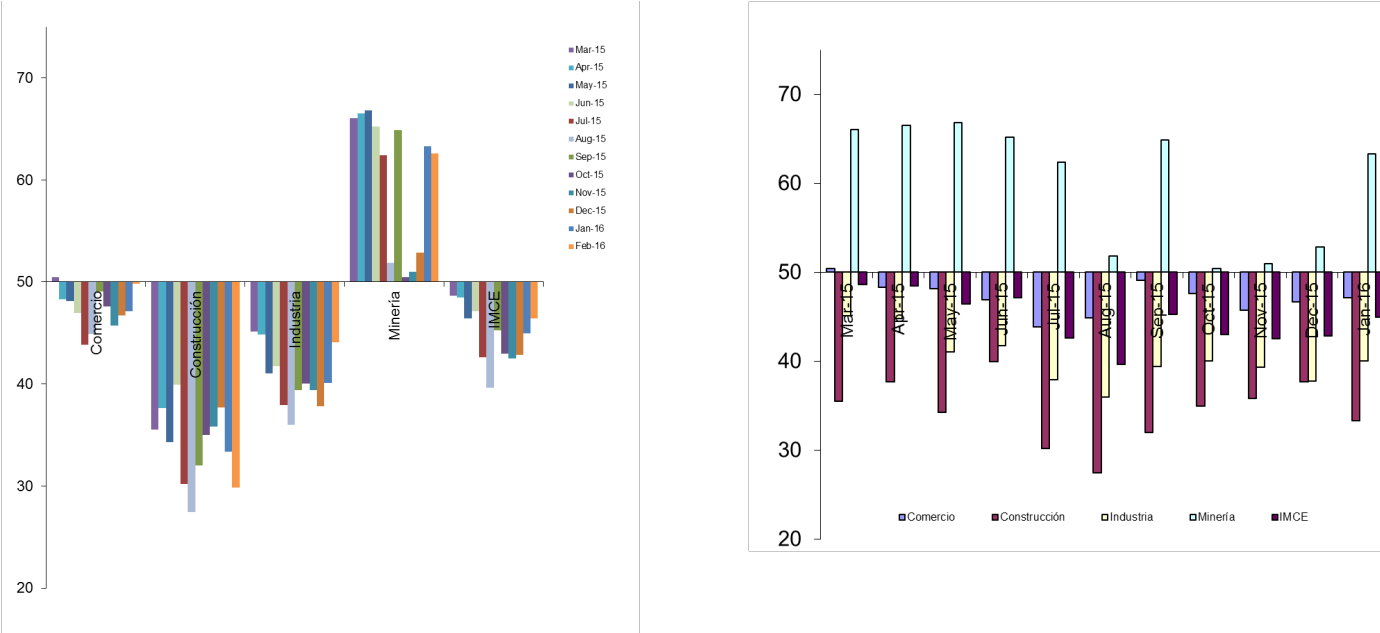 70
60
50
40
30
20
Comercio
Construcción
Industria
Minería
IMCE
Mar-15
Apr-15
May-15
Jun-15
Jul-15
Aug-15
Sep-15
Oct-15
Nov-15
Dec-15
Jan-16
Feb-16
70
60
50
40
30
20
Mar-15
Apr-15
May-15
Jun-15
Jul-15
Aug-15
Sep-15
Oct-15
Nov-15
Dec-15
Jan-16
Comercio Construcción Industria Minería IMCE